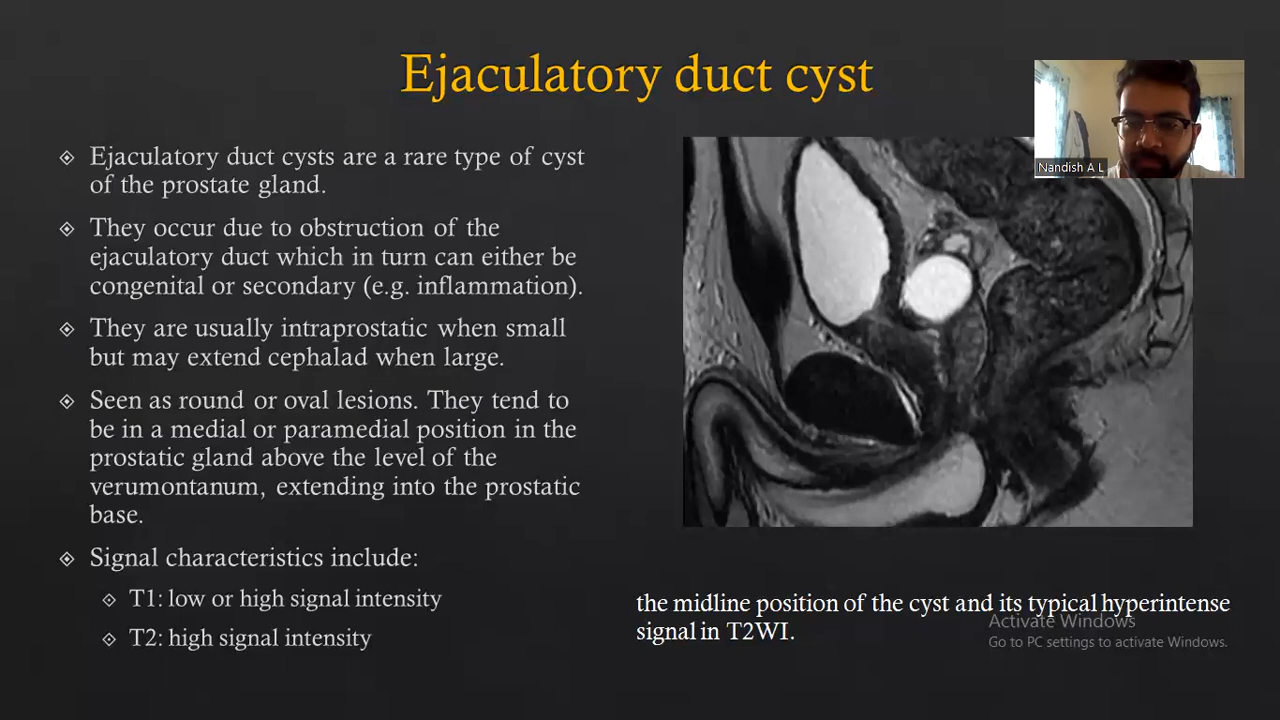 Ejaculatory duct cyst
Ejaculatory duct cysts are a rare type of cyst
of the prostate gland.
They occur due to obstruction of the
ejaculatory duct which in turn can either be
congenital or secondary (e.g. inflammation).
They are usually intraprostatic when small
but may extend cephalad when large.
Seen as round or oval lesions. They tend to
be in a medial or paramedial position in the
prostatic gland above the level of the
verumontanum, extending into the prostatic
base.
Signal characteristics include:
T1: low or high signal intensity
T2: high signal intensity
Nandish A L
the midline position of the cyst and its typical hyperintense
signal in T2WI.
Activate Windows
Go to PC settings to activate Windows.